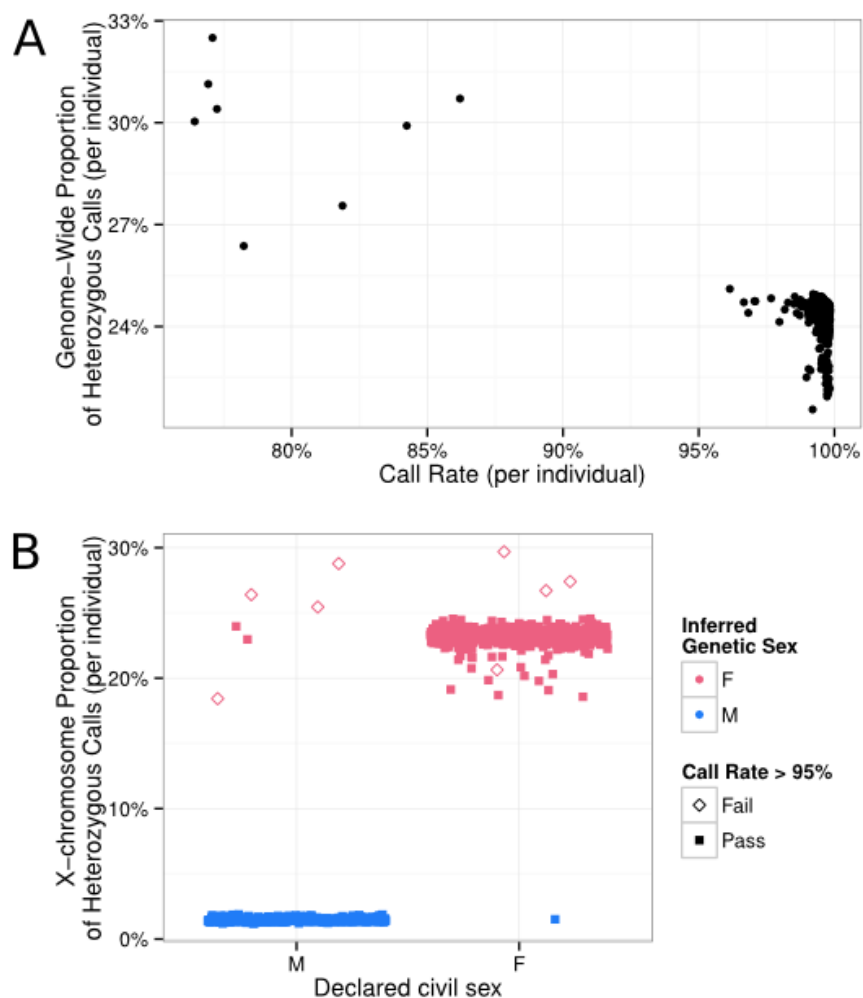 A
33%
30%
27%
24%
Genome-Wide Proportion
of Heterozygous Calls (per individual)
80% 85% 90% 95% 100%
Call Rate (per individual)
B
30%
20%
10%
0%
X-chromosome Proportion
of Heterozygous Calls (per individual)
M F
Declared civil sex
Inferred
Genetic Sex
F
M
Call Rate > 95%
Fail
Pass